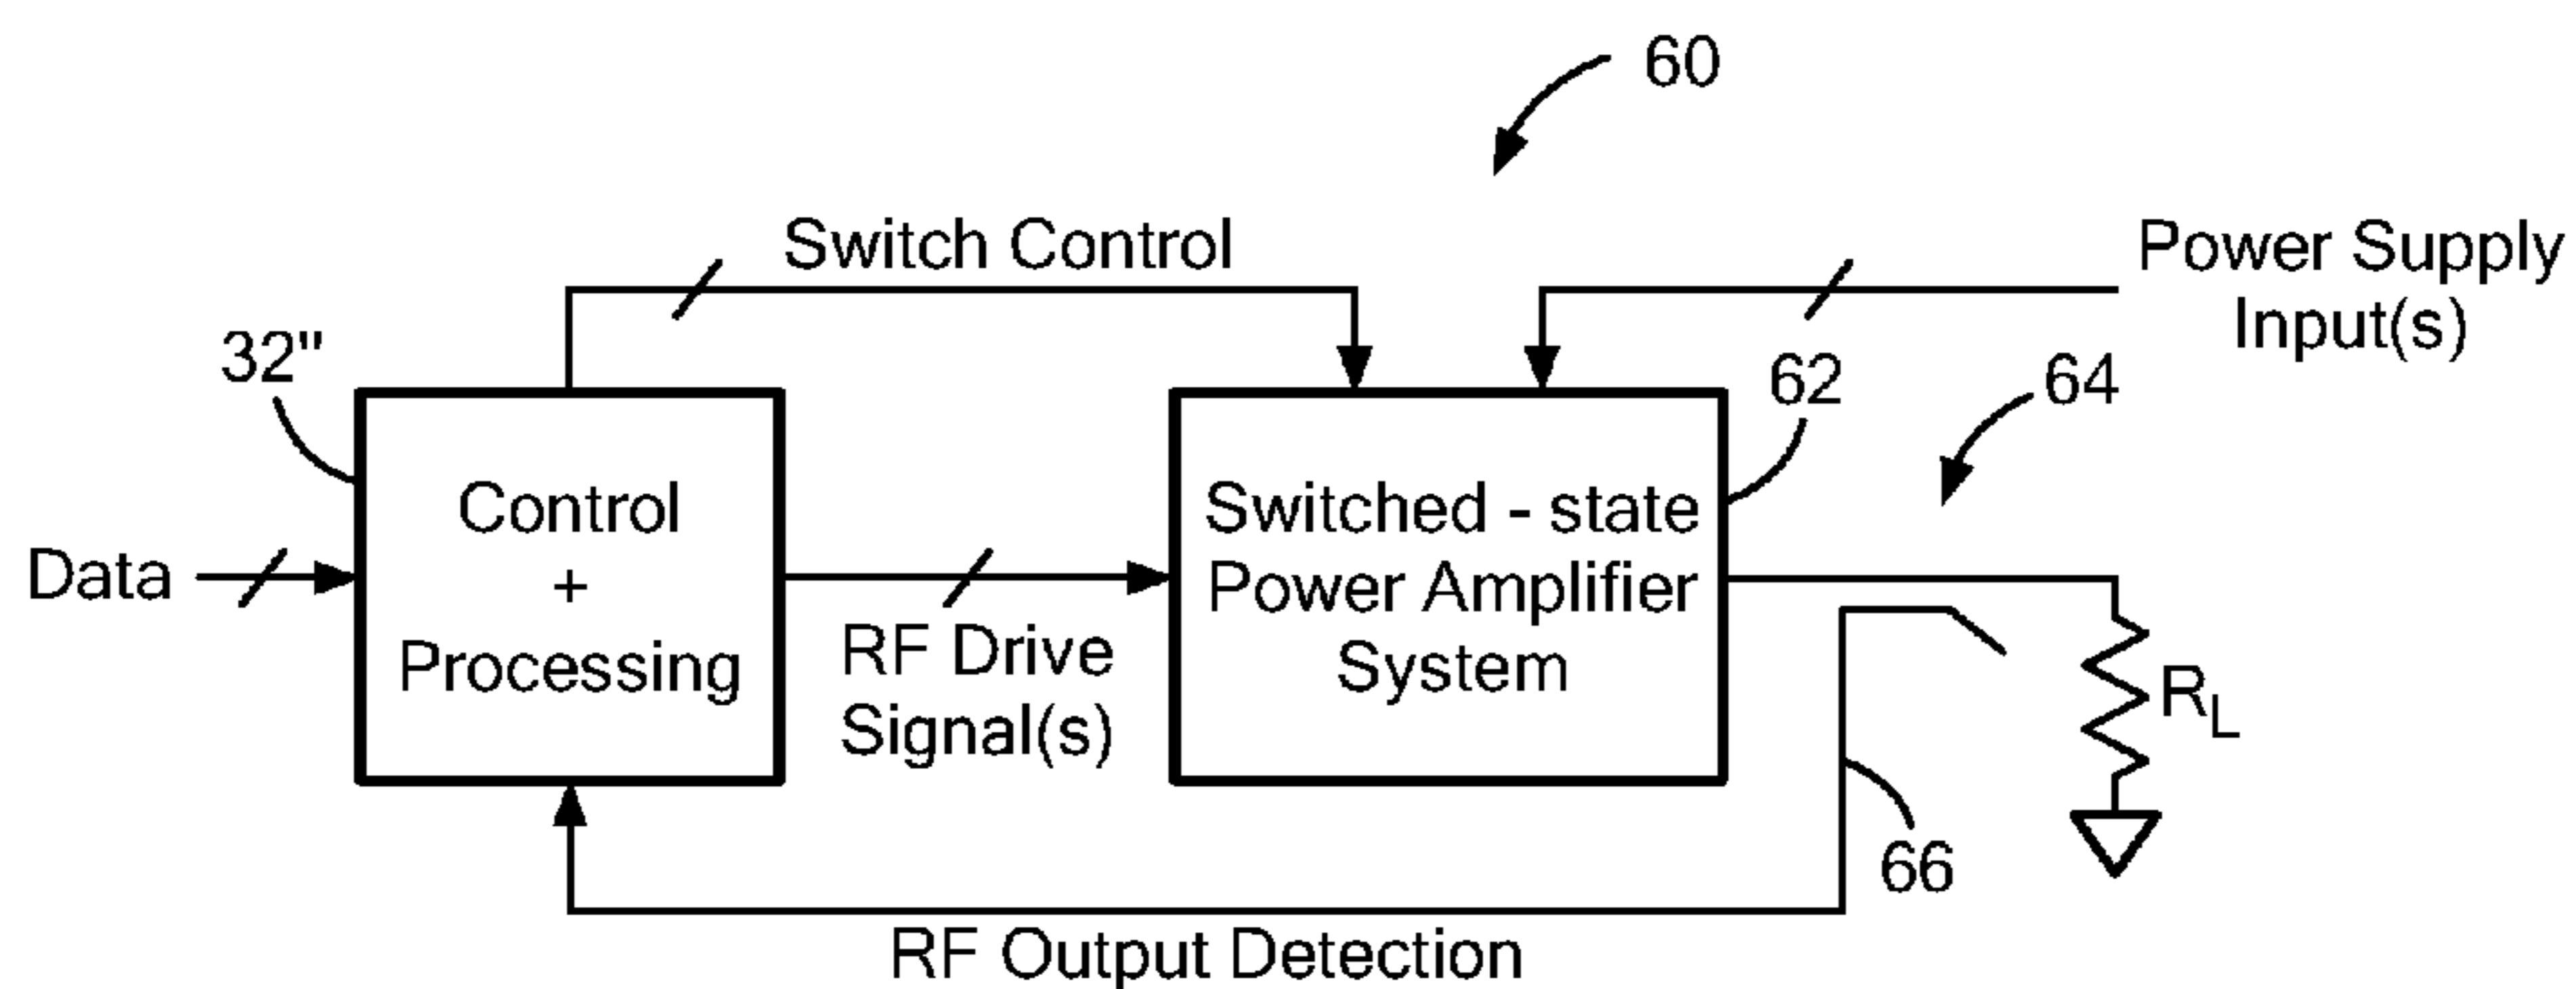 60
Switch Control
Power Supply
Input(s)
32"
62
64
Control
+
Processing
Switched - state
Power Amplifier
System
Data
RF Drive
Signal(s)
RL
66
RF Output Detection